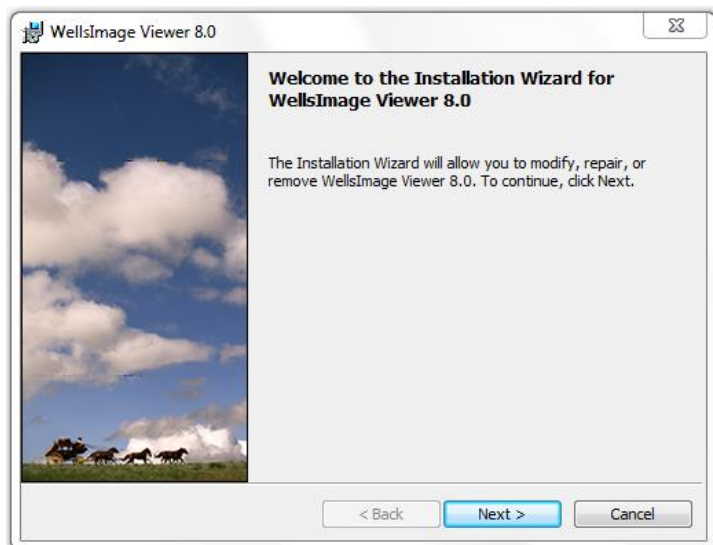 WellsImage Viewer 8.0
Welcome to the Installation Wizard for
WellsImage Viewer 8.0
The Installation Wizard will allow you to modify, repair, or
remove WellsImage Viewer 8.0. To continue, click Next.
< Back
Next >
Cancel